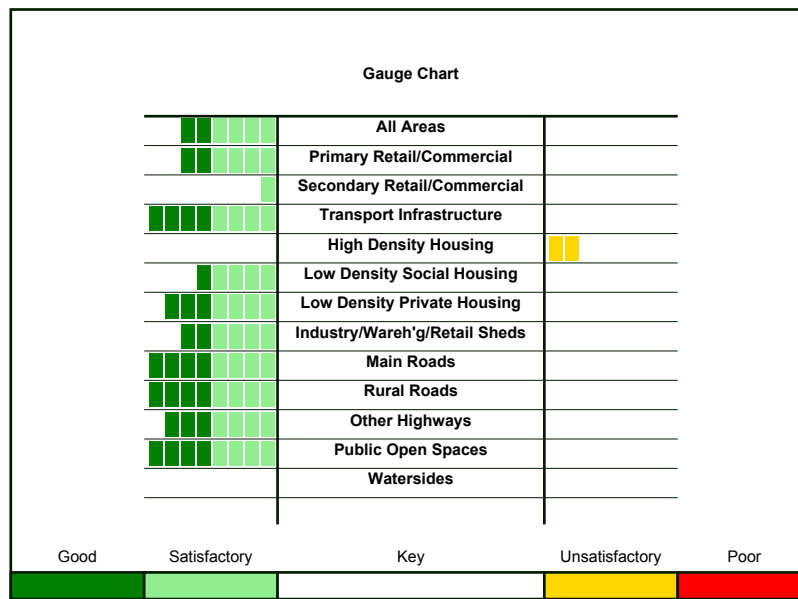 Gauge Chart
All Areas
Primary Retail/Commercial
Secondary Retail/Commercial
Transport Infrastructure
High Density Housing
Low Density Social Housing
Low Density Private Housing
Industry/Wareh'g/Retail Sheds
Main Roads
Rural Roads
Other Highways
Public Open Spaces
Watersides
Good Satisfactory Key Unsatisfactory Poor